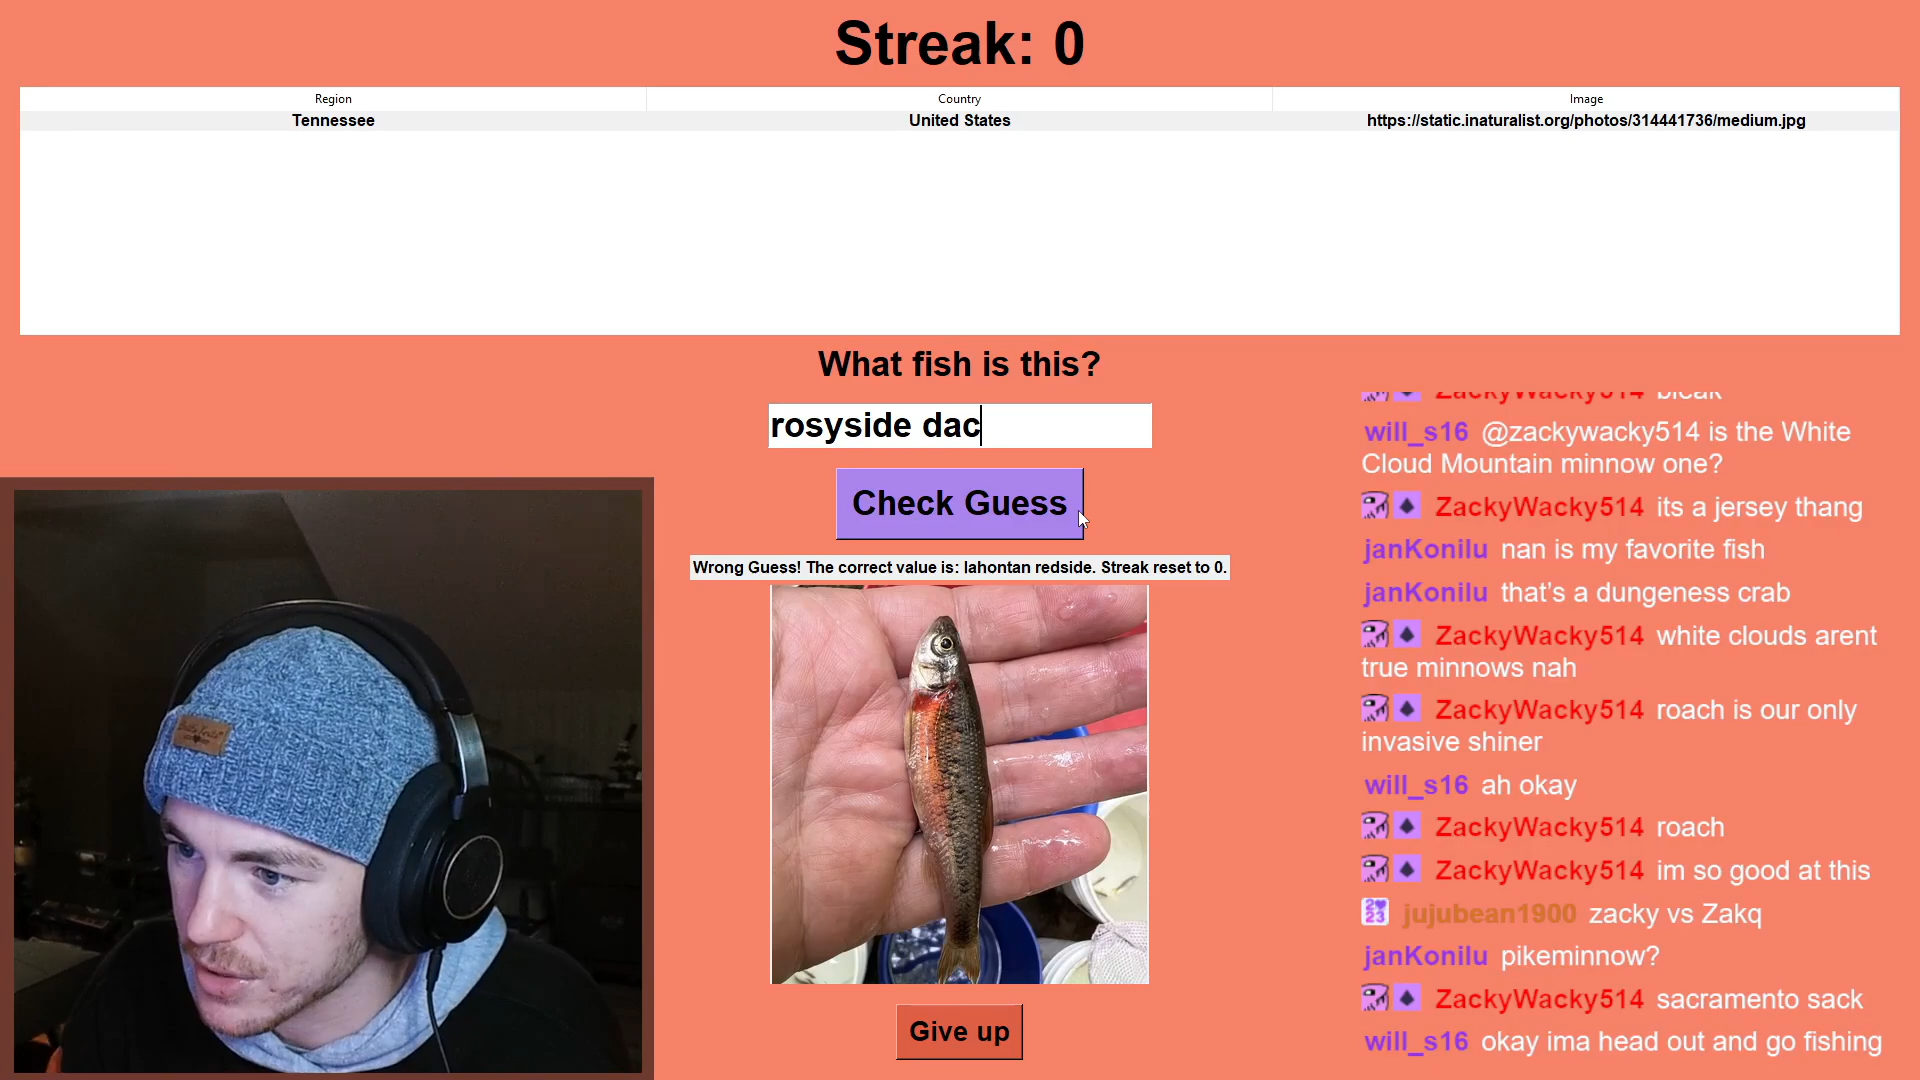 Streak: 0
Region Country Image
Tennessee United States https://static.inaturalist.org/photos/314441736/medium.jpg
What fish is this?
rosyside dac
Check Guess
Wrong Guess! The correct value is: lahontan redside. Streak reset to 0.
Give up
ZackyWacky514 bleak
will_s16 @zackywacky514 is the White
Cloud Mountain minnow one?
ZackyWacky514 its a jersey thang
janKonilu nan is my favorite fish
janKonilu that's a dungeness crab
ZackyWacky514 white clouds arent
true minnows nah
ZackyWacky514 roach is our only
invasive shiner
will_s16 ah okay
ZackyWacky514 roach
ZackyWacky514 im so good at this
jujubean1900 zacky vs Zakq
janKonilu pikeminnow?
ZackyWacky514 sacramento sack
will_s16 okay ima head out and go fishing